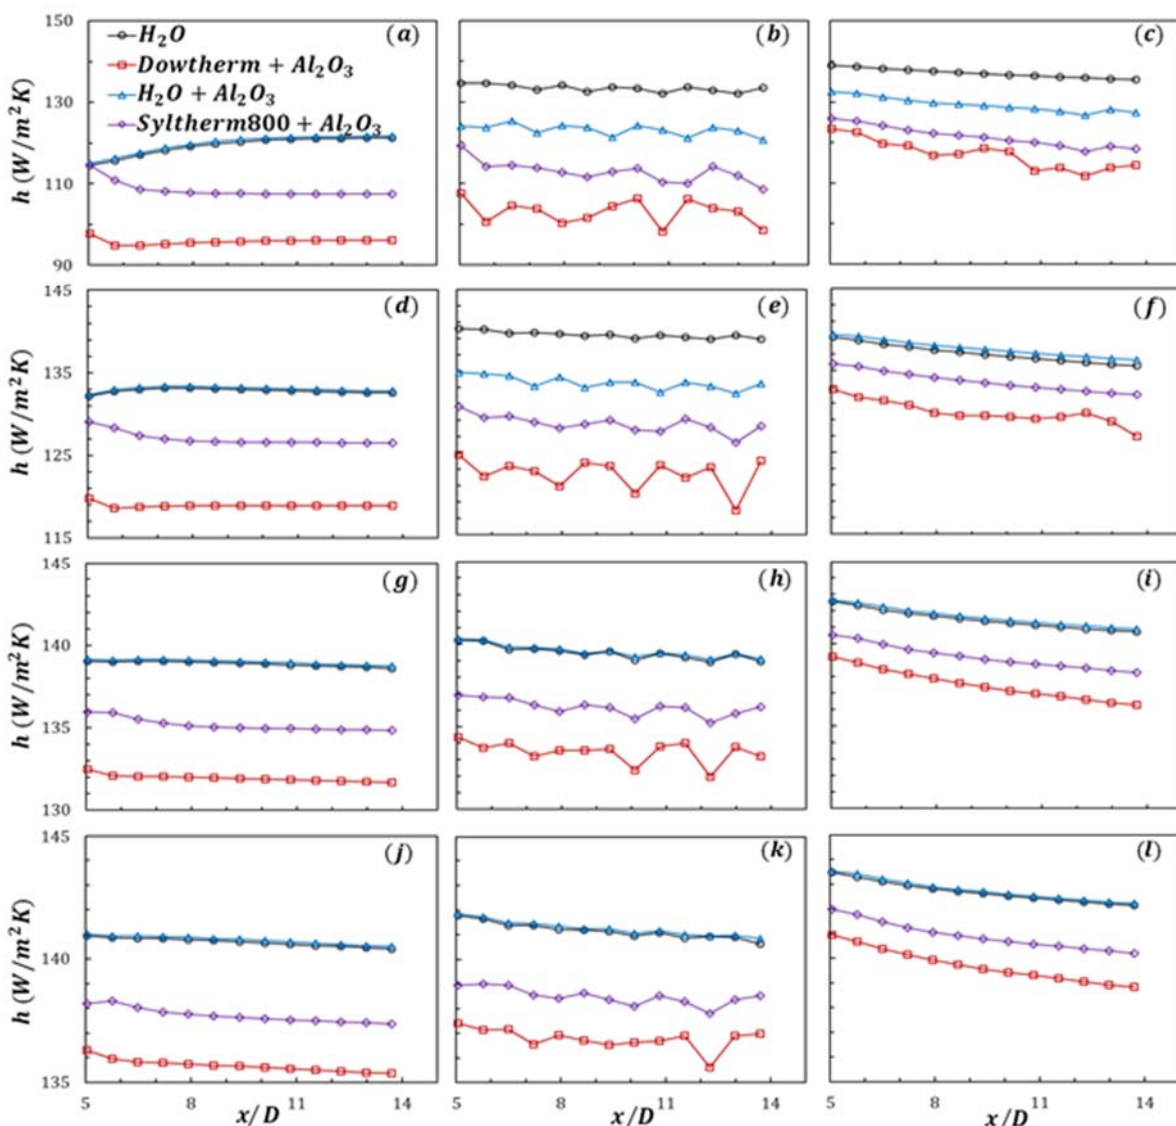 150
130
110
90
h (W/m²K)
H₂O
Dowtherm + Al₂O₃
H₂O + Al₂O₃
Syltherm800 + Al₂O₃
(a)
(b)
(c)
145
135
125
115
h (W/m²K)
(d)
(e)
(f)
145
140
135
130
h (W/m²K)
(g)
(h)
(i)
145
140
135
h (W/m²K)
(j)
(k)
(l)
5 8 11 14
x/D
5 8 11 14
x/D
5 8 11 14
x/D